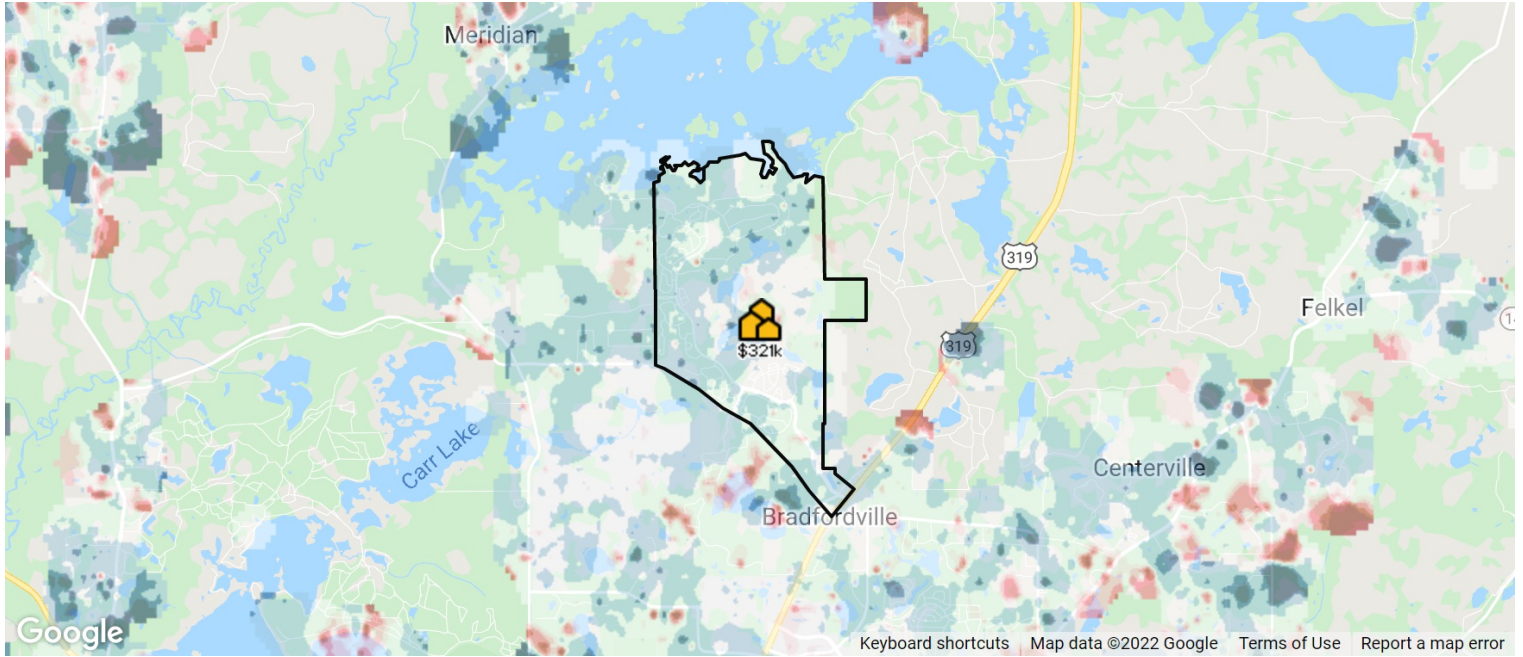 Meridian
319
Felkel
$321k
319
Carr Lake
Centerville
Bradfordville
Google
Keyboard shortcuts Map data ©2022 Google Terms of Use Report a map error